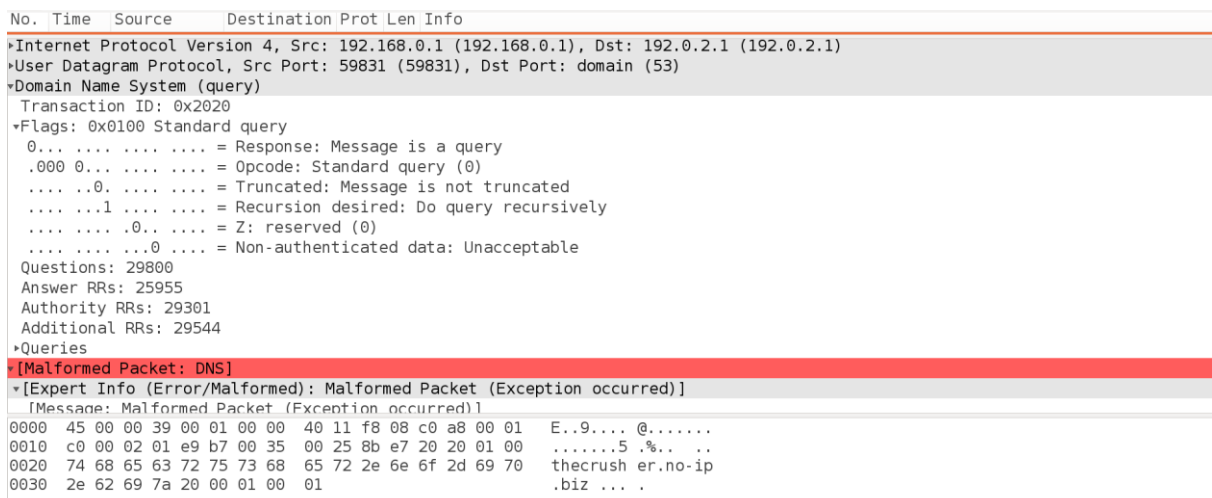 No. Time Source Destination Prot Len Info
▸Internet Protocol Version 4, Src: 192.168.0.1 (192.168.0.1), Dst: 192.0.2.1 (192.0.2.1)
▸User Datagram Protocol, Src Port: 59831 (59831), Dst Port: domain (53)
▾Domain Name System (query)
Transaction ID: 0x2020
▾Flags: 0x0100 Standard query
0... .... .... .... = Response: Message is a query
.000 0... .... .... = Opcode: Standard query (0)
.... ..0. .... .... = Truncated: Message is not truncated
.... ...1 .... .... = Recursion desired: Do query recursively
.... .... .0.. .... = Z: reserved (0)
.... .... ...0 .... = Non-authenticated data: Unacceptable
Questions: 29800
Answer RRs: 25955
Authority RRs: 29301
Additional RRs: 29544
▸Queries
▾[Malformed Packet: DNS]
▾[Expert Info (Error/Malformed): Malformed Packet (Exception occurred)]
[Message: Malformed Packet (Exception occurred)]
0000 45 00 00 39 00 01 00 00 40 11 f8 08 c0 a8 00 01 E..9.... @.......
0010 c0 00 02 01 e9 b7 00 35 00 25 8b e7 20 20 01 00 .......5 .%..  ..
0020 74 68 65 63 72 75 73 68 65 72 2e 6e 6f 2d 69 70 thecrush er.no-ip
0030 2e 62 69 7a 20 00 01 00 01 .biz ... .